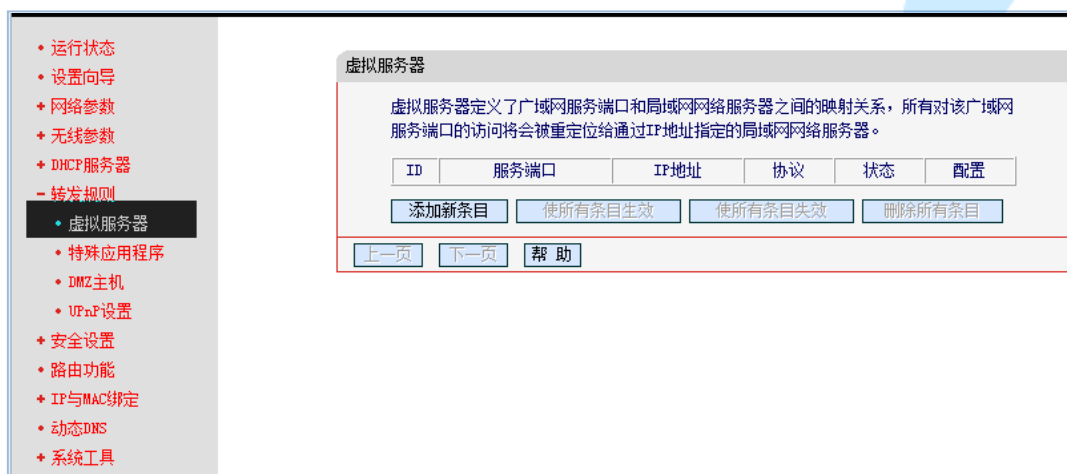 运行状态
设置向导
网络参数
无线参数
DHCP服务器
转发规则
虚拟服务器
特殊应用程序
DMZ主机
UPnP设置
安全设置
路由功能
IP与MAC绑定
动态DNS
系统工具
虚拟服务器
虚拟服务器定义了广域网服务端口和局域网网络服务器之间的映射关系，所有对该广域网
服务端口的访问将会被重定位给通过IP地址指定的局域网网络服务器。
ID 服务端口 IP地址 协议 状态 配置
添加新条目 使所有条目生效 使所有条目失效 删除所有条目
上一页 下一页 帮 助